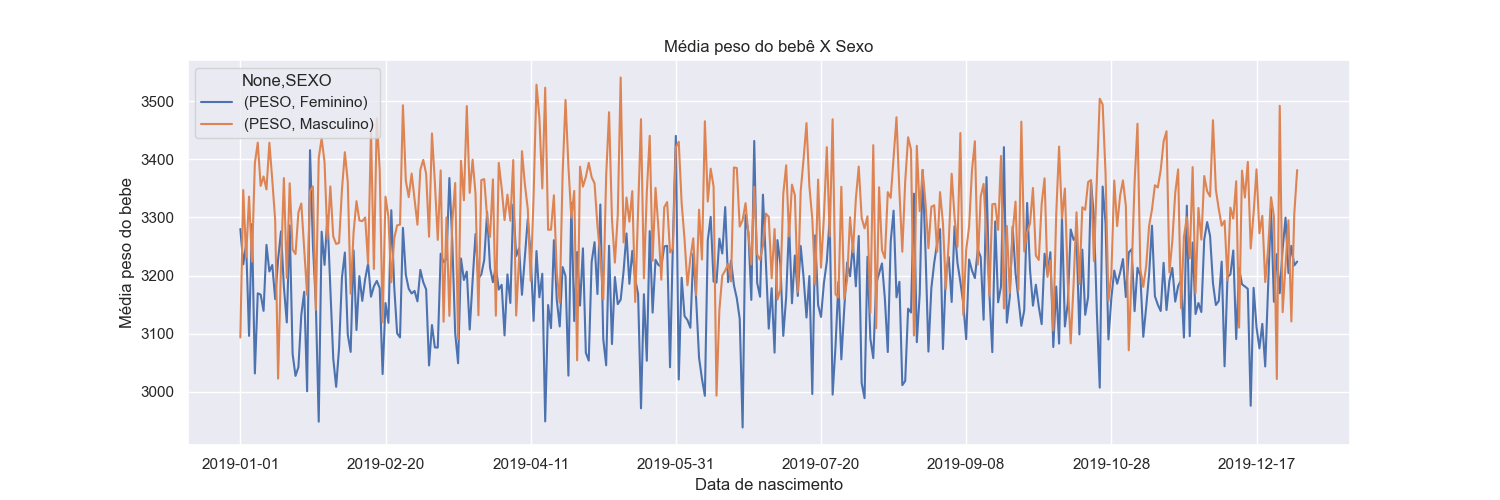 Média peso do bebê X Sexo
None,SEXO
(PESO, Feminino)
(PESO, Masculino)
Média peso do bebe
3500
3400
3300
3200
3100
3000
2019-01-01 2019-02-20 2019-04-11 2019-05-31 2019-07-20 2019-09-08 2019-10-28 2019-12-17
Data de nascimento